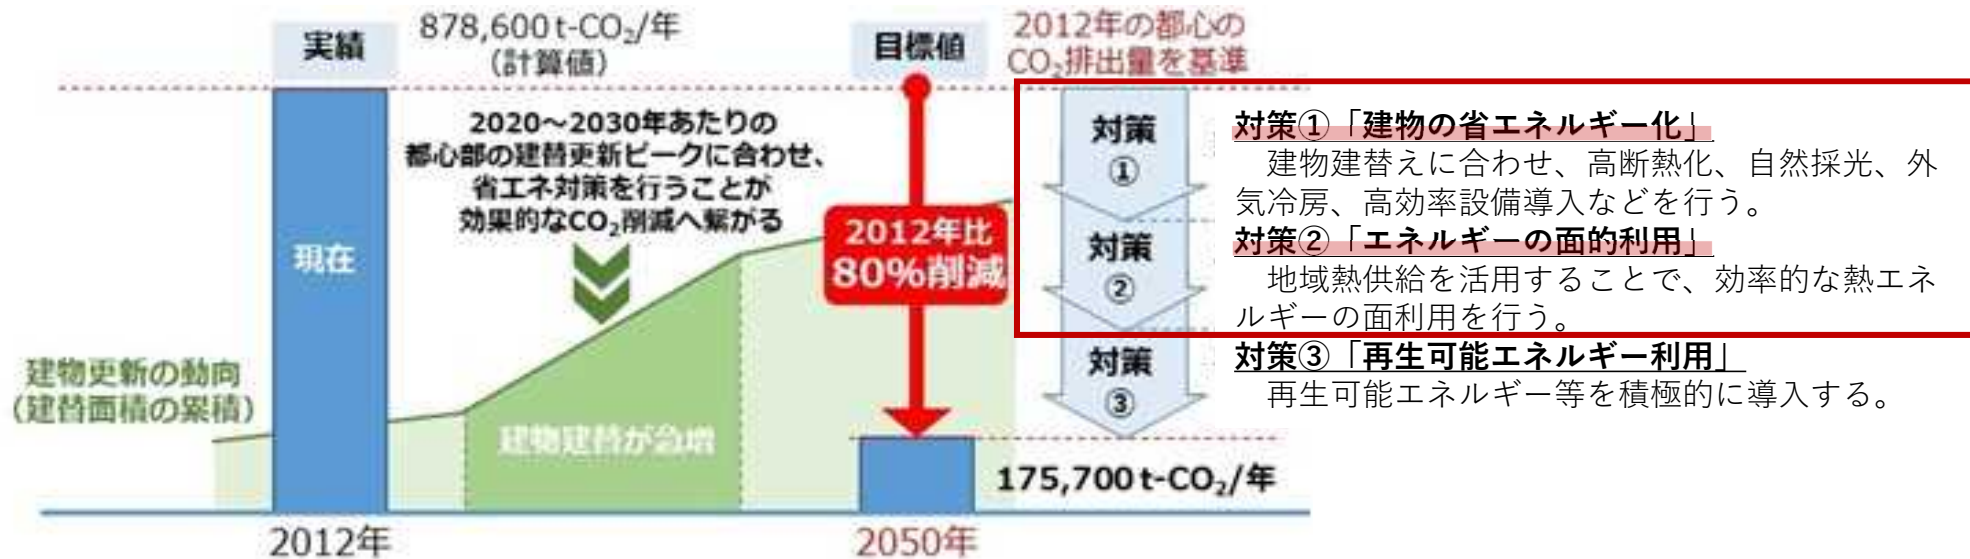 実績
878,600 t-CO₂/年
（計算値）
目標値
2012年の都心の
CO₂排出量を基準
2020～2030年あたりの
都心部の建替更新ピークに合わせ、
省エネ対策を行うことが
効果的なCO₂削減へ繋がる
現在
2012年比
80%削減
建物更新の動向
（建替面積の累積）
建物建替が急増
対策
①
対策
②
対策
③
対策①「建物の省エネルギー化」
建物建替えに合わせ、高断熱化、自然採光、外
気冷房、高効率設備導入などを行う。
対策②「エネルギーの面的利用」
地域熱供給を活用することで、効率的な熱エネ
ルギーの面利用を行う。
対策③「再生可能エネルギー利用」
再生可能エネルギー等を積極的に導入する。
175,700 t-CO₂/年
2012年
2050年